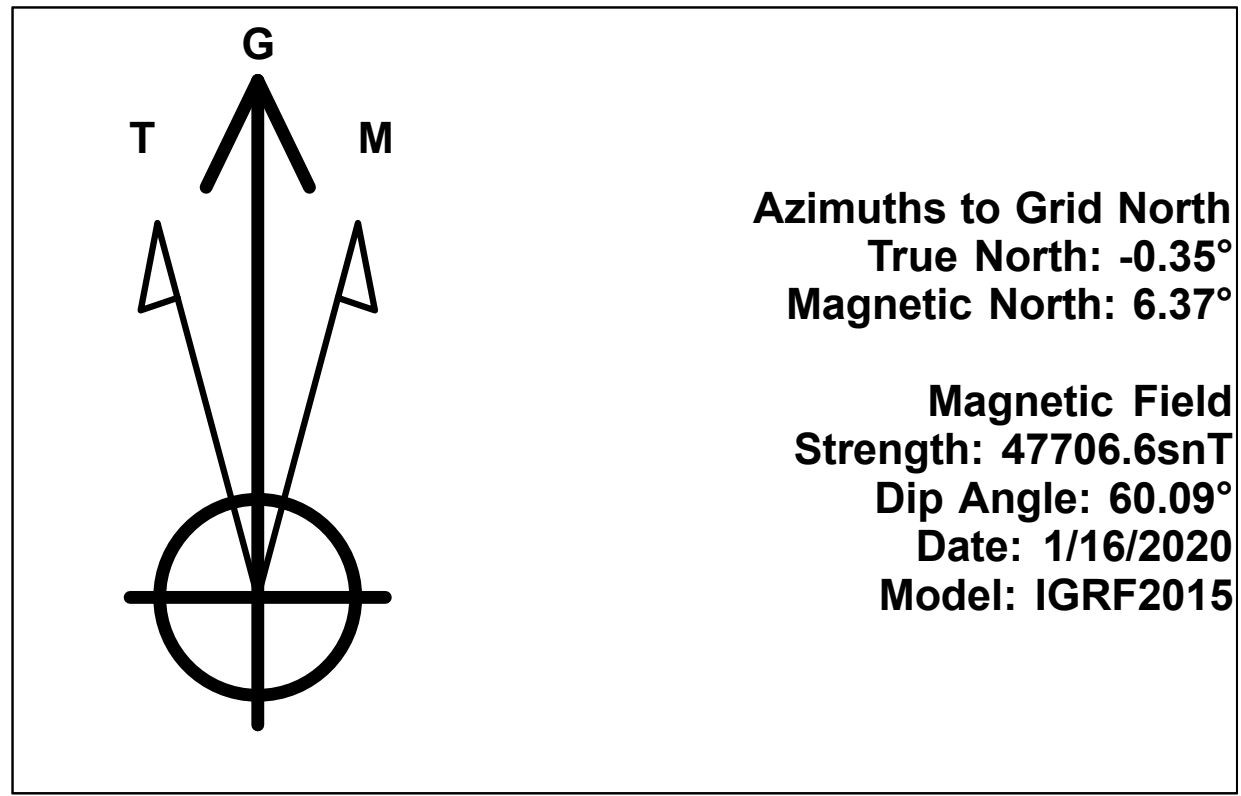 G
T
M
Azimuths to Grid North
True North: -0.35°
Magnetic North: 6.37°
Magnetic Field
Strength: 47706.6snT
Dip Angle: 60.09°
Date: 1/16/2020
Model: IGRF2015